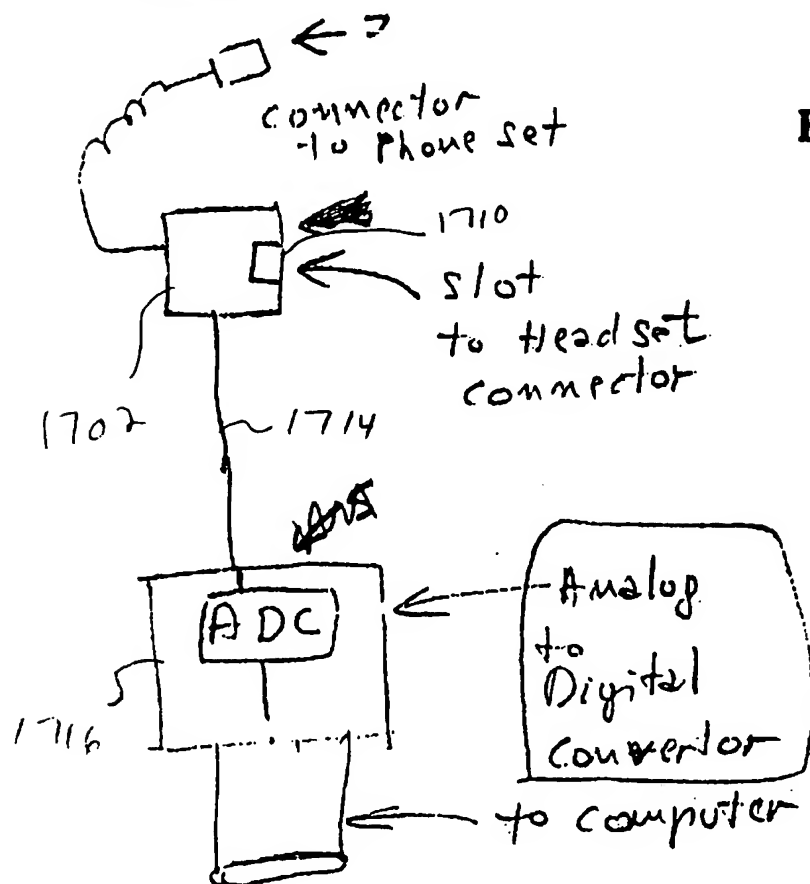 ?
connector
to Phone set
1710
slot
to Headset
connector
1702
1714
ADC
Analog
to
Digital
Convertor
1716
to computer